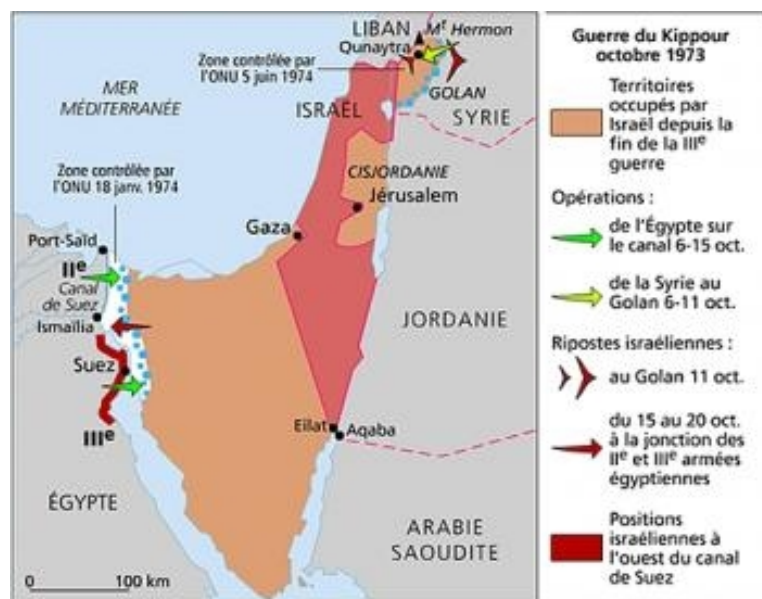 LIBAN
Mt Hermon
Qunaytra
Zone contrôlée par
l'ONU 5 juin 1974
GOLAN
MER
MÉDITERRANÉE
ISRAËL
SYRIE
Zone contrôlée par
l'ONU 18 janv. 1974
CISJORDANIE
Jérusalem
Gaza
Port-Saïd
IIe
Canal
de Suez
Ismaïlia
JORDANIE
Suez
Eilat
Aqaba
IIIe
ÉGYPTE
ARABIE
SAOUDITE
0 100 km
Guerre du Kippour
octobre 1973
Territoires
occupés par
Israël depuis la
fin de la IIIe
guerre
Opérations :
de l'Égypte sur
le canal 6-15 oct.
de la Syrie au
Golan 6-11 oct.
Ripostes israéliennes :
au Golan 11 oct.
du 15 au 20 oct.
à la jonction des
IIe et IIIe armées
égyptiennes
Positions
israéliennes à
l'ouest du canal
de Suez